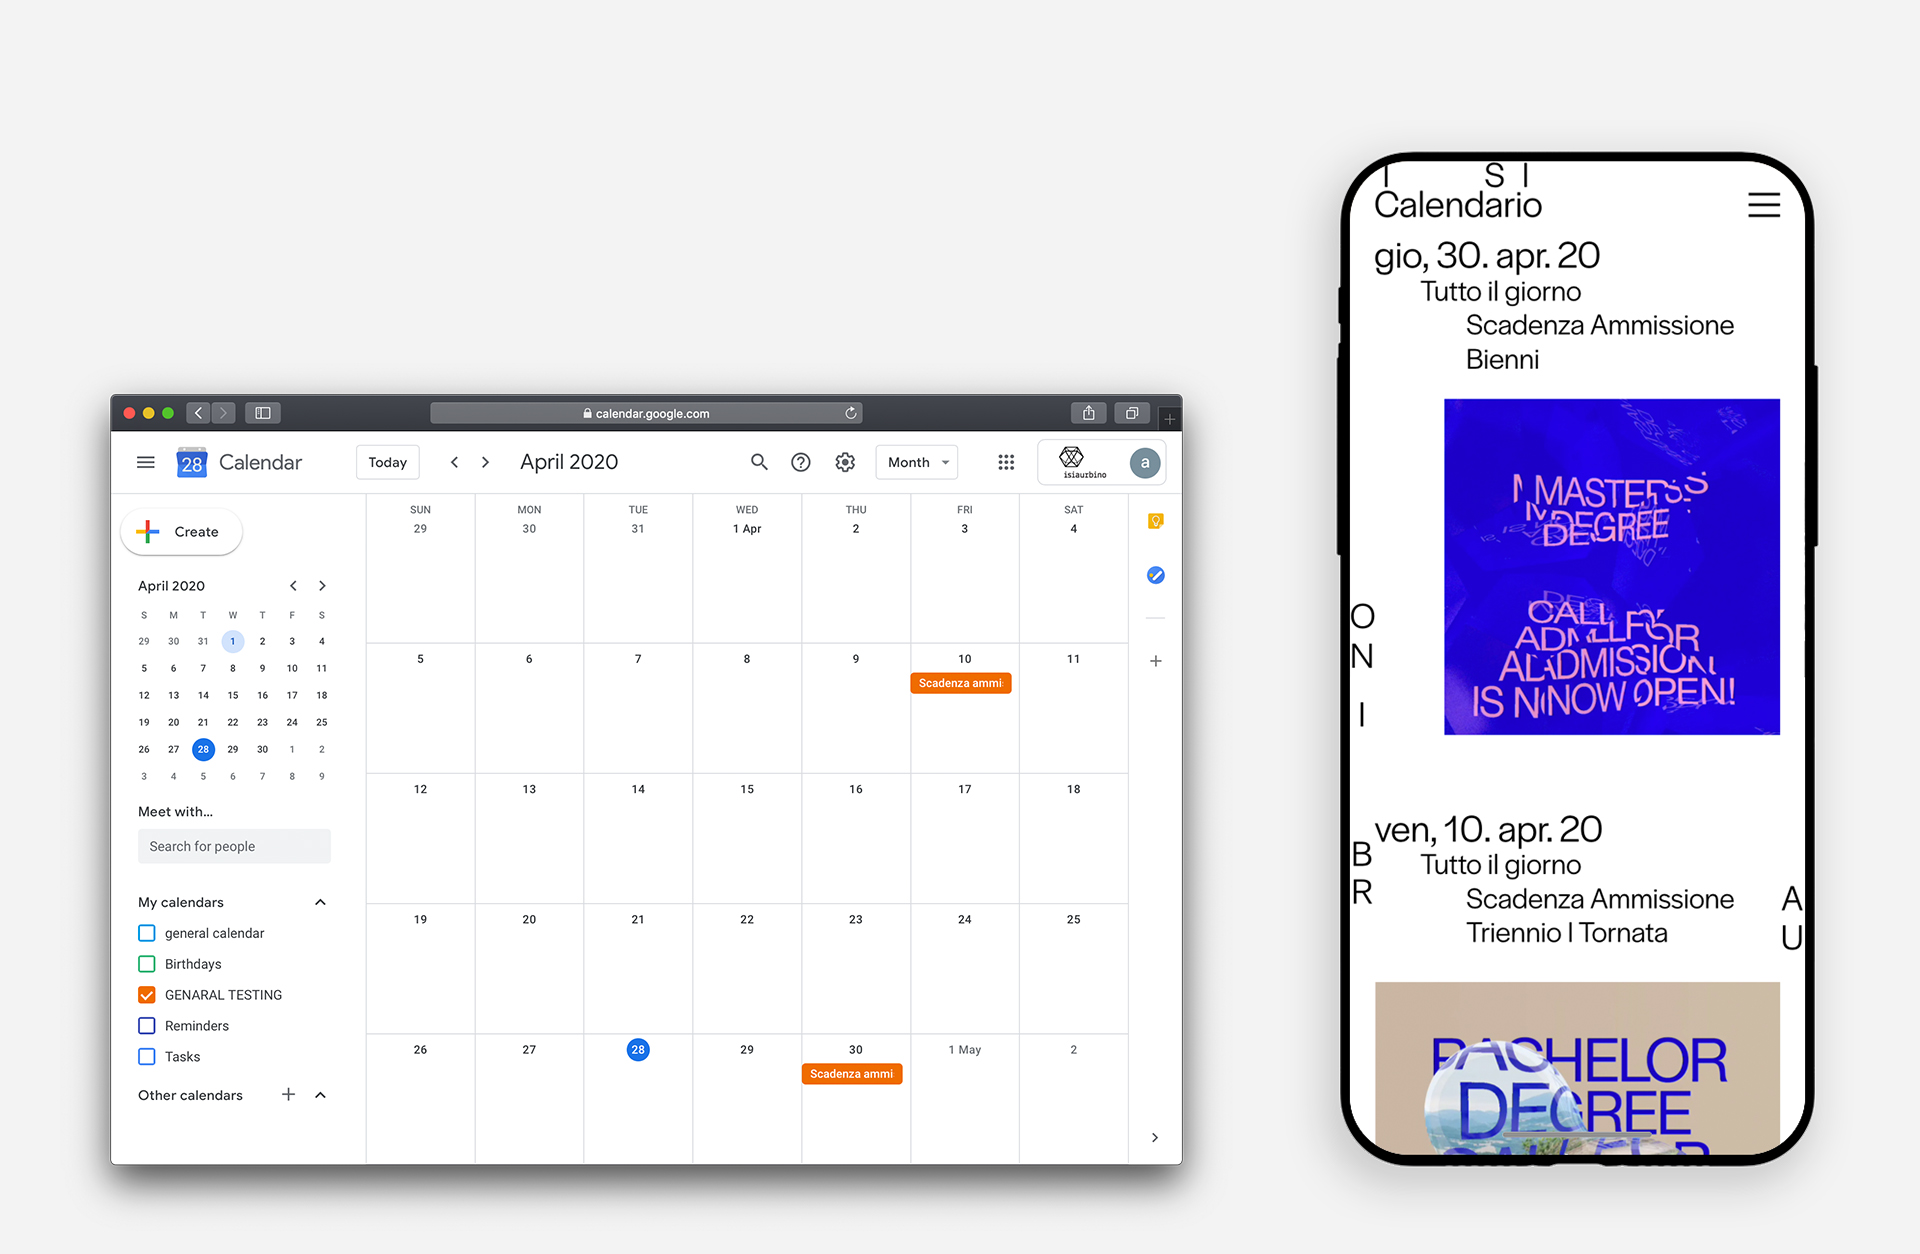 calendar.google.com
28 Calendar
Today
April 2020
Month
isiaurbino
a
Create
April 2020
S M T W T F S
29 30 31 1 2 3 4
5 6 7 8 9 10 11
12 13 14 15 16 17 18
19 20 21 22 23 24 25
26 27 28 29 30 1 2
3 4 5 6 7 8 9
Meet with...
Search for people
My calendars
general calendar
Birthdays
GENARAL TESTING
Reminders
Tasks
Other calendars
SUN MON TUE WED THU FRI SAT
29 30 31 1 Apr 2 3 4
5 6 7 8 9 10 11
Scadenza ammi
12 13 14 15 16 17 18
19 20 21 22 23 24 25
26 27 28 29 30 1 May 2
Scadenza ammi
I S I
Calendario
gio, 30. apr. 20
Tutto il giorno
Scadenza Ammissione
Bienni
MASTERS
DEGREE
CALL FOR
ADMISSION
IS NOW OPEN!
O
N
I
ven, 10. apr. 20
Tutto il giorno
Scadenza Ammissione
Triennio I Tornata
B
R
A
U
BACHELOR
DEGREE